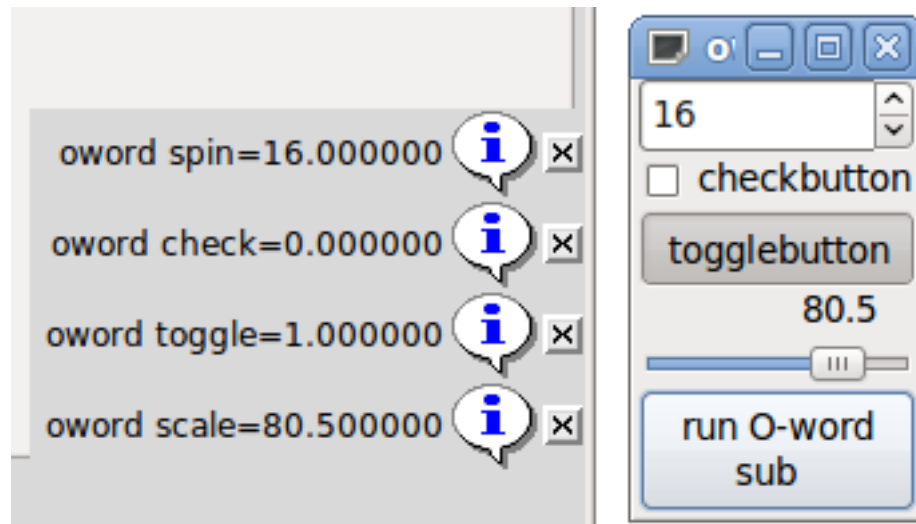 oword spin=16.000000
oword check=0.000000
oword toggle=1.000000
oword scale=80.500000
16
checkbutton
togglebutton
80.5
run O-word
sub